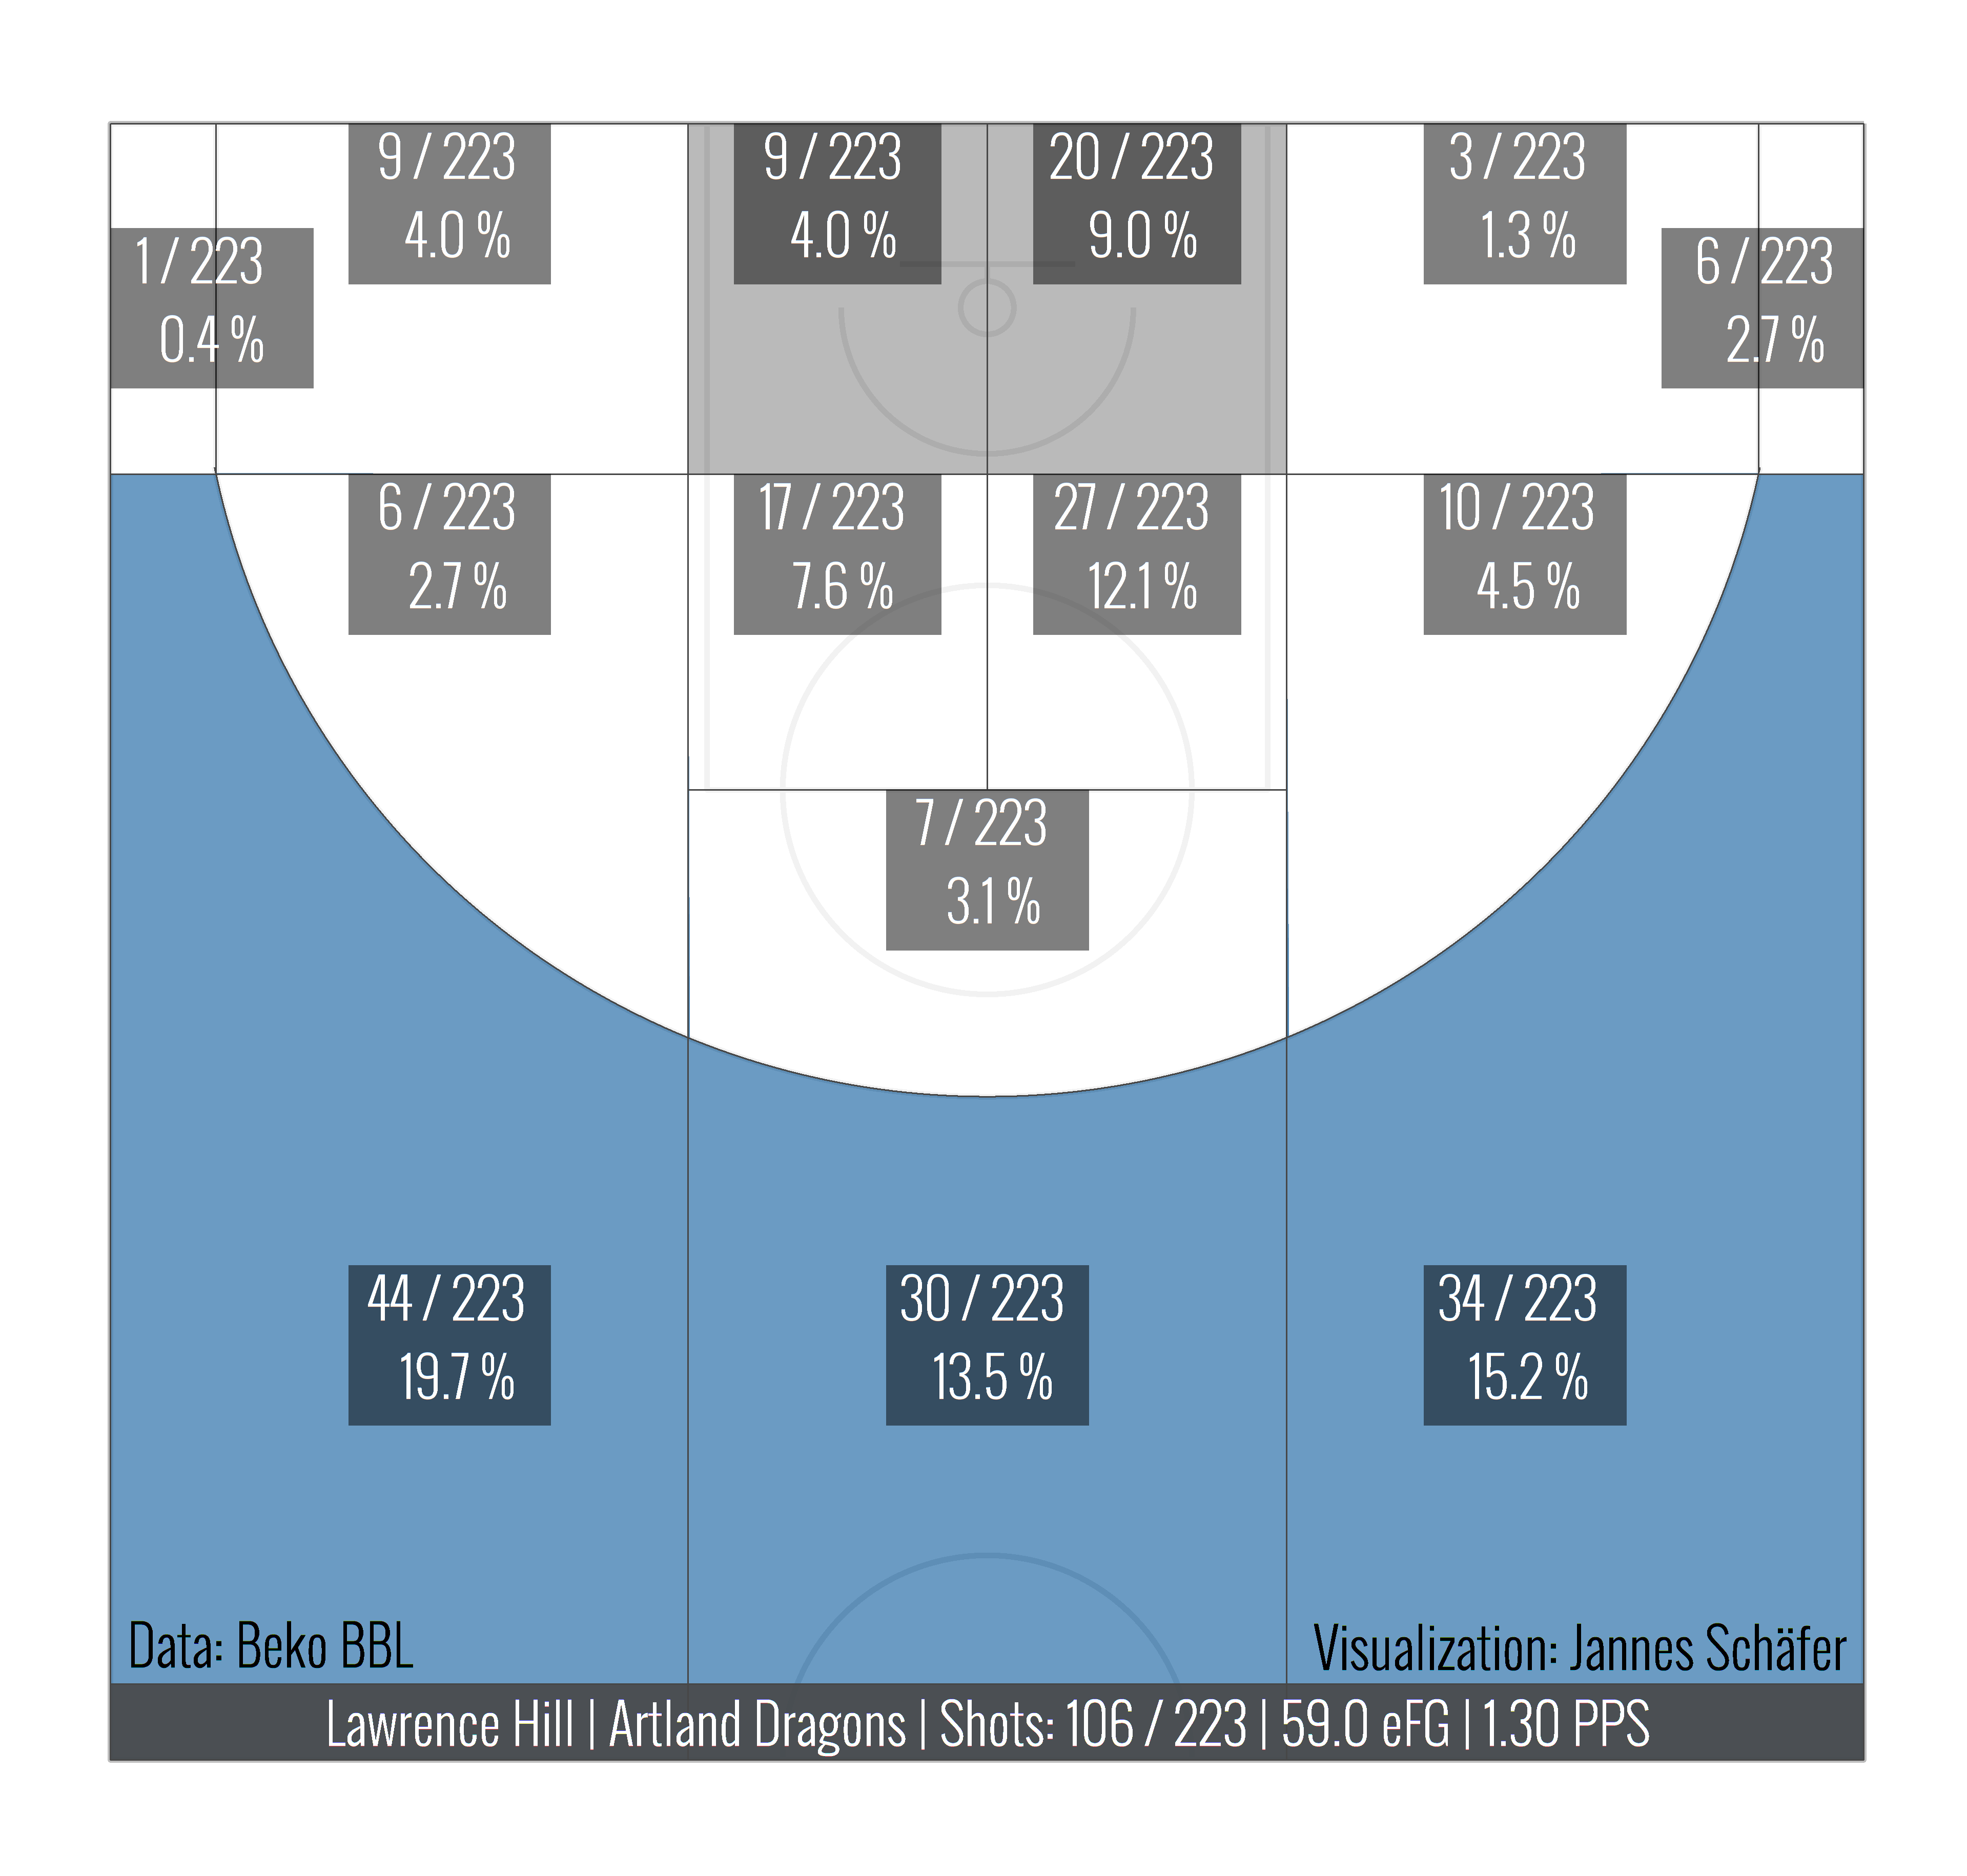 9 / 223
4.0 %
9 / 223
4.0 %
20 / 223
9.0 %
3 / 223
1.3 %
1 / 223
0.4 %
6 / 223
2.7 %
6 / 223
2.7 %
17 / 223
7.6 %
27 / 223
12.1 %
10 / 223
4.5 %
7 / 223
3.1 %
44 / 223
19.7 %
30 / 223
13.5 %
34 / 223
15.2 %
Data: Beko BBL
Visualization: Jannes Schäfer
Lawrence Hill | Artland Dragons | Shots: 106 / 223 | 59.0 eFG | 1.30 PPS